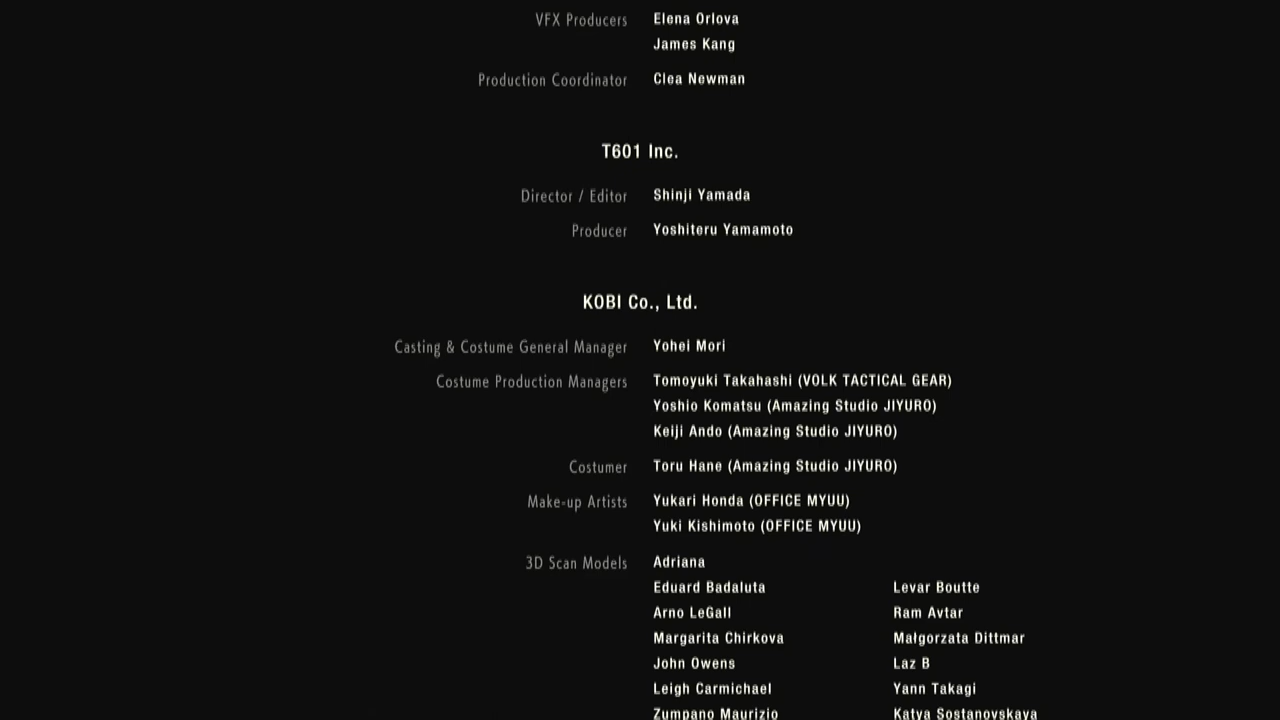 VFX Producers Elena Orlova
James Kang
Production Coordinator Clea Newman
T601 Inc.
Director / Editor Shinji Yamada
Producer Yoshiteru Yamamoto
KOBI Co., Ltd.
Casting & Costume General Manager Yohei Mori
Costume Production Managers Tomoyuki Takahashi (VOLK TACTICAL GEAR)
Yoshio Komatsu (Amazing Studio JIYURO)
Keiji Ando (Amazing Studio JIYURO)
Costumer Toru Hane (Amazing Studio JIYURO)
Make-up Artists Yukari Honda (OFFICE MYUU)
Yuki Kishimoto (OFFICE MYUU)
3D Scan Models Adriana
Eduard Badaluta Levar Boutte
Arno LeGall Ram Avtar
Margarita Chirkova Małgorzata Dittmar
John Owens Laz B
Leigh Carmichael Yann Takagi
Zumpano Maurizio Katya Sostanovskaya